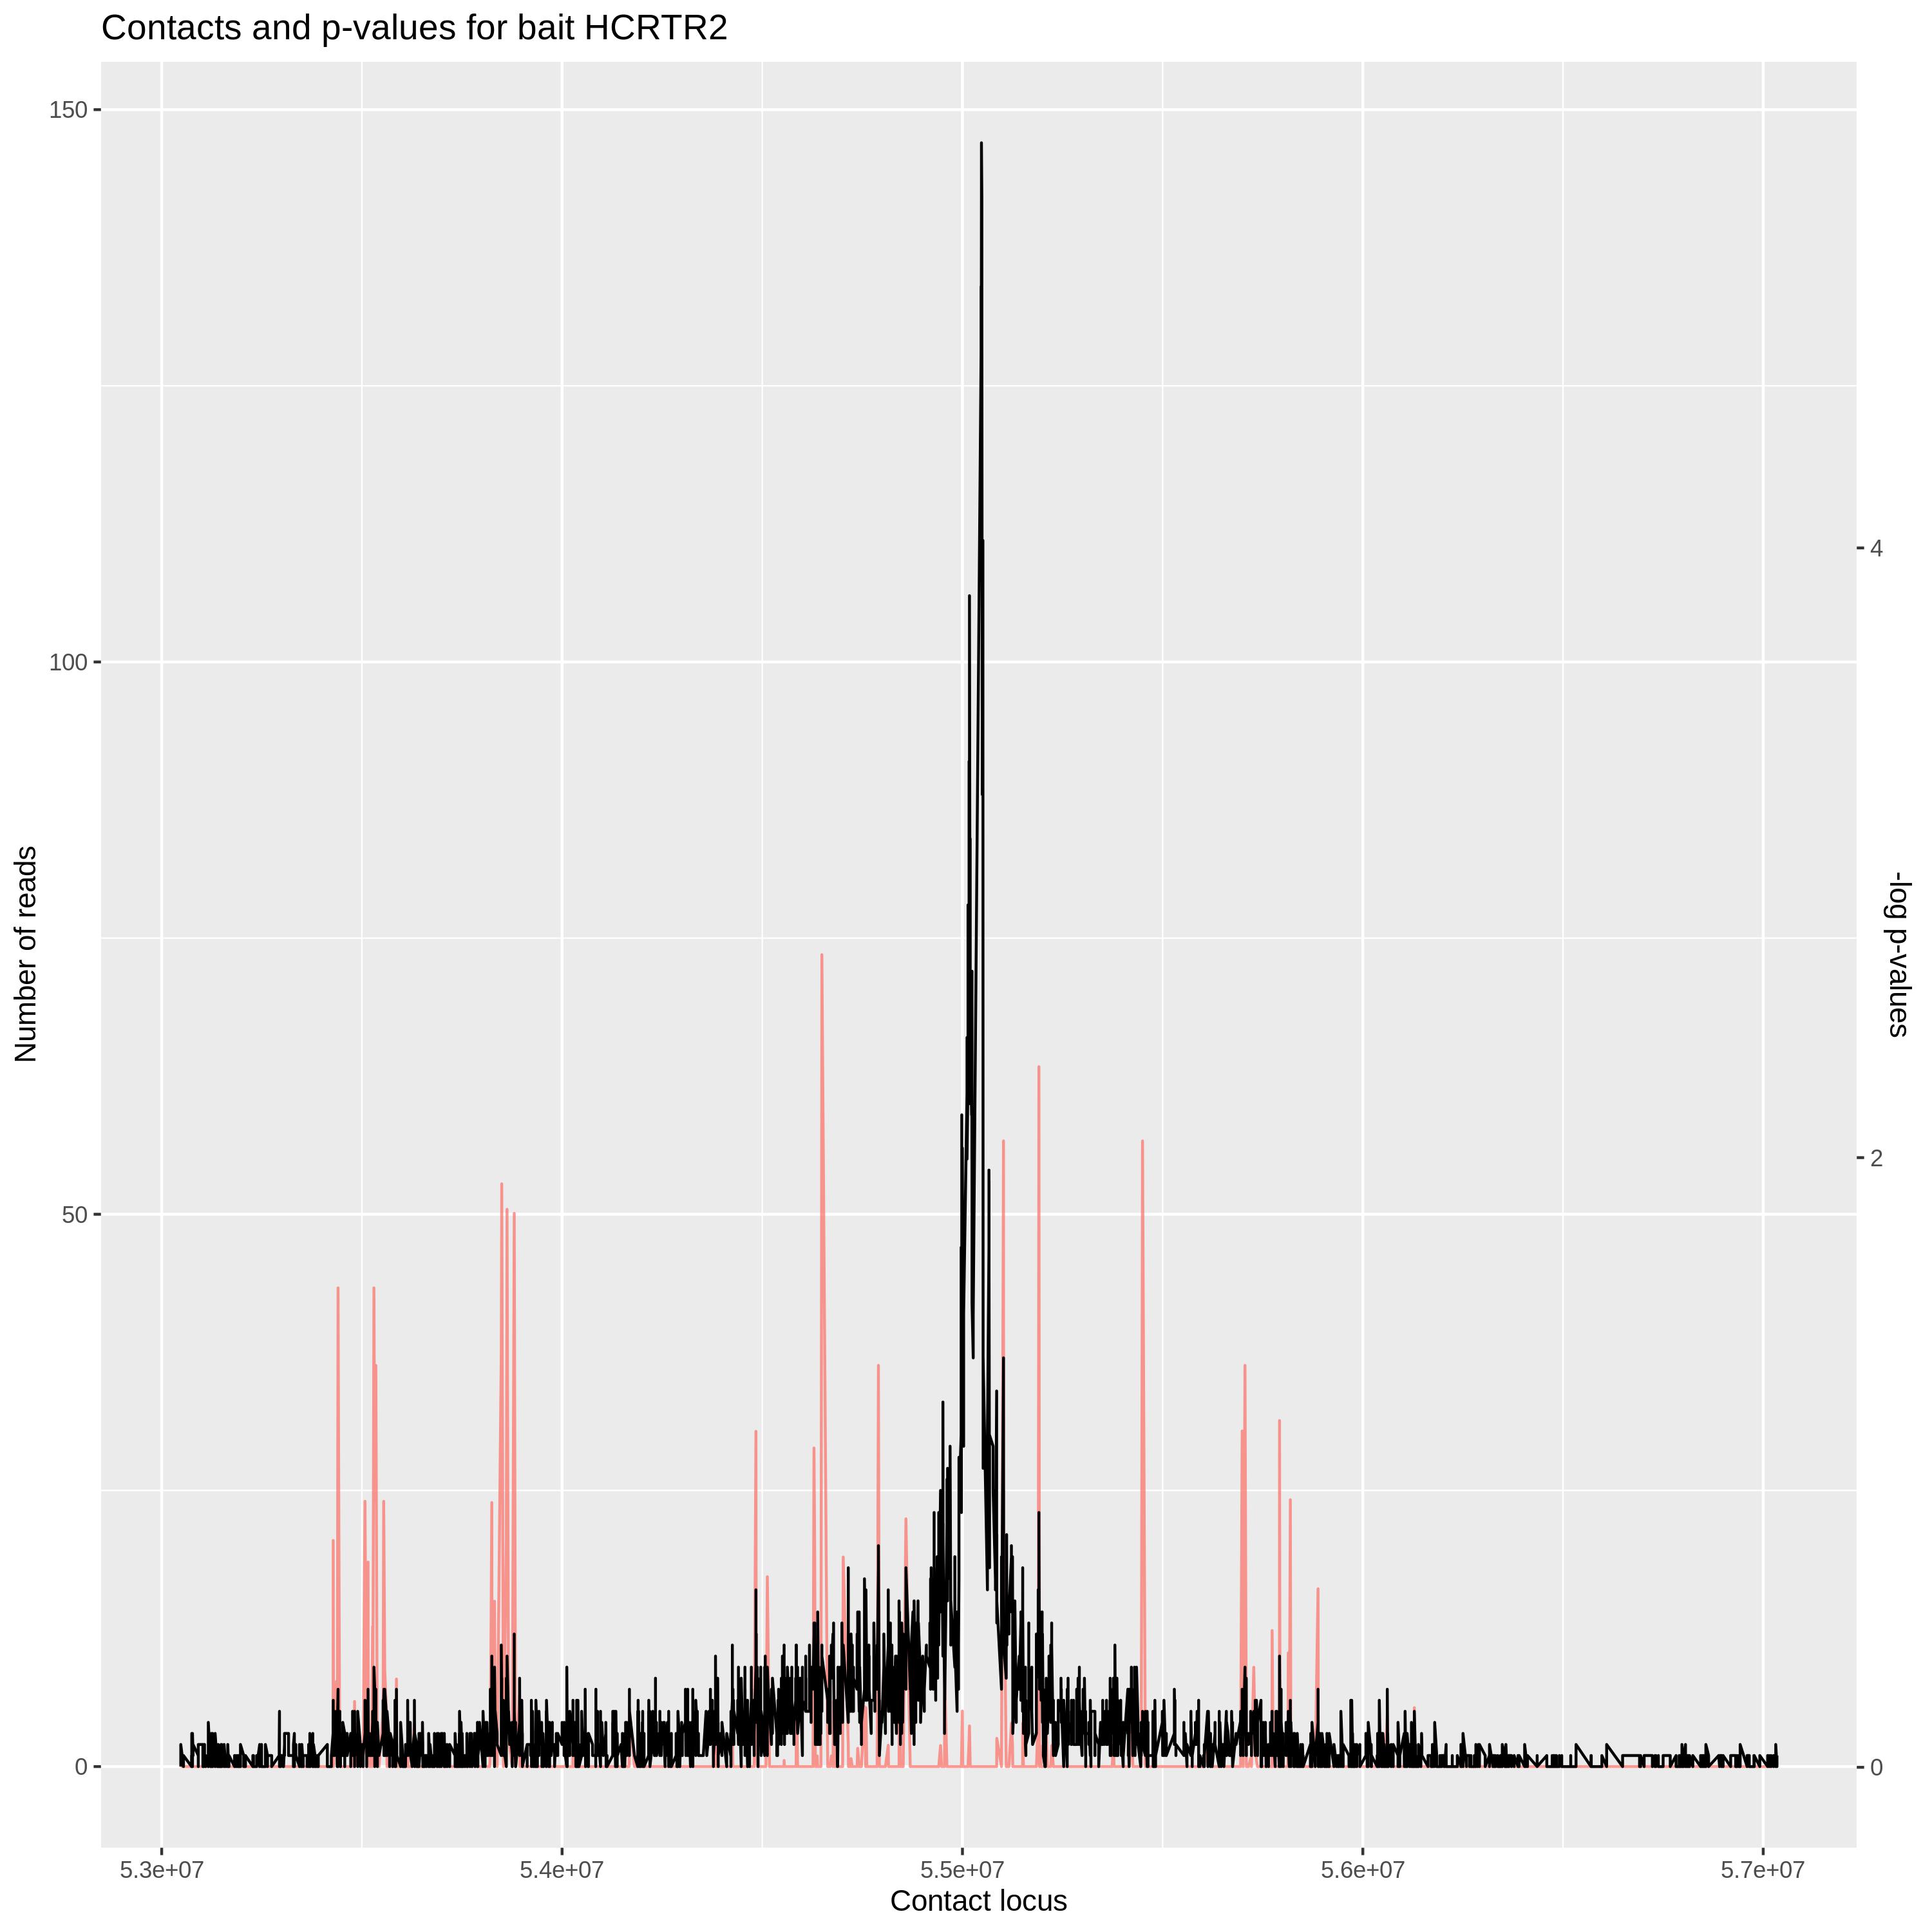 Contacts and p-values for bait HCRTR2
150
100
50
0
Number of reads
4
2
0
-log p-values
5.3e+07
5.4e+07
5.5e+07
5.6e+07
5.7e+07
Contact locus